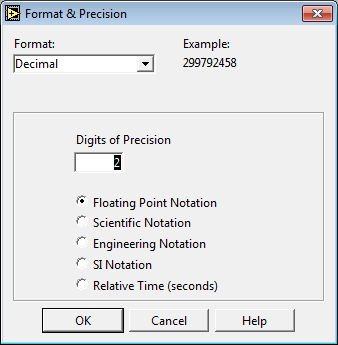 Format & Precision
Format:
Example:
Decimal
299792458
Digits of Precision
2
Floating Point Notation
Scientific Notation
Engineering Notation
SI Notation
Relative Time (seconds)
OK
Cancel
Help